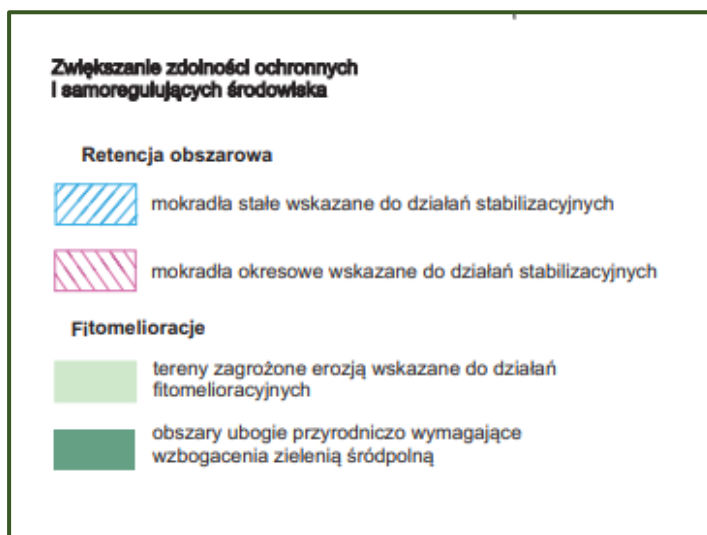 Zwiększanie zdolności ochronnych
i samoregulujących środowiska
Retencja obszarowa
mokradła stałe wskazane do działań stabilizacyjnych
mokradła okresowe wskazane do działań stabilizacyjnych
Fitomelioracje
tereny zagrożone erozją wskazane do działań
fitomelioracyjnych
obszary ubogie przyrodniczo wymagające
wzbogacenia zielenią śródpolną